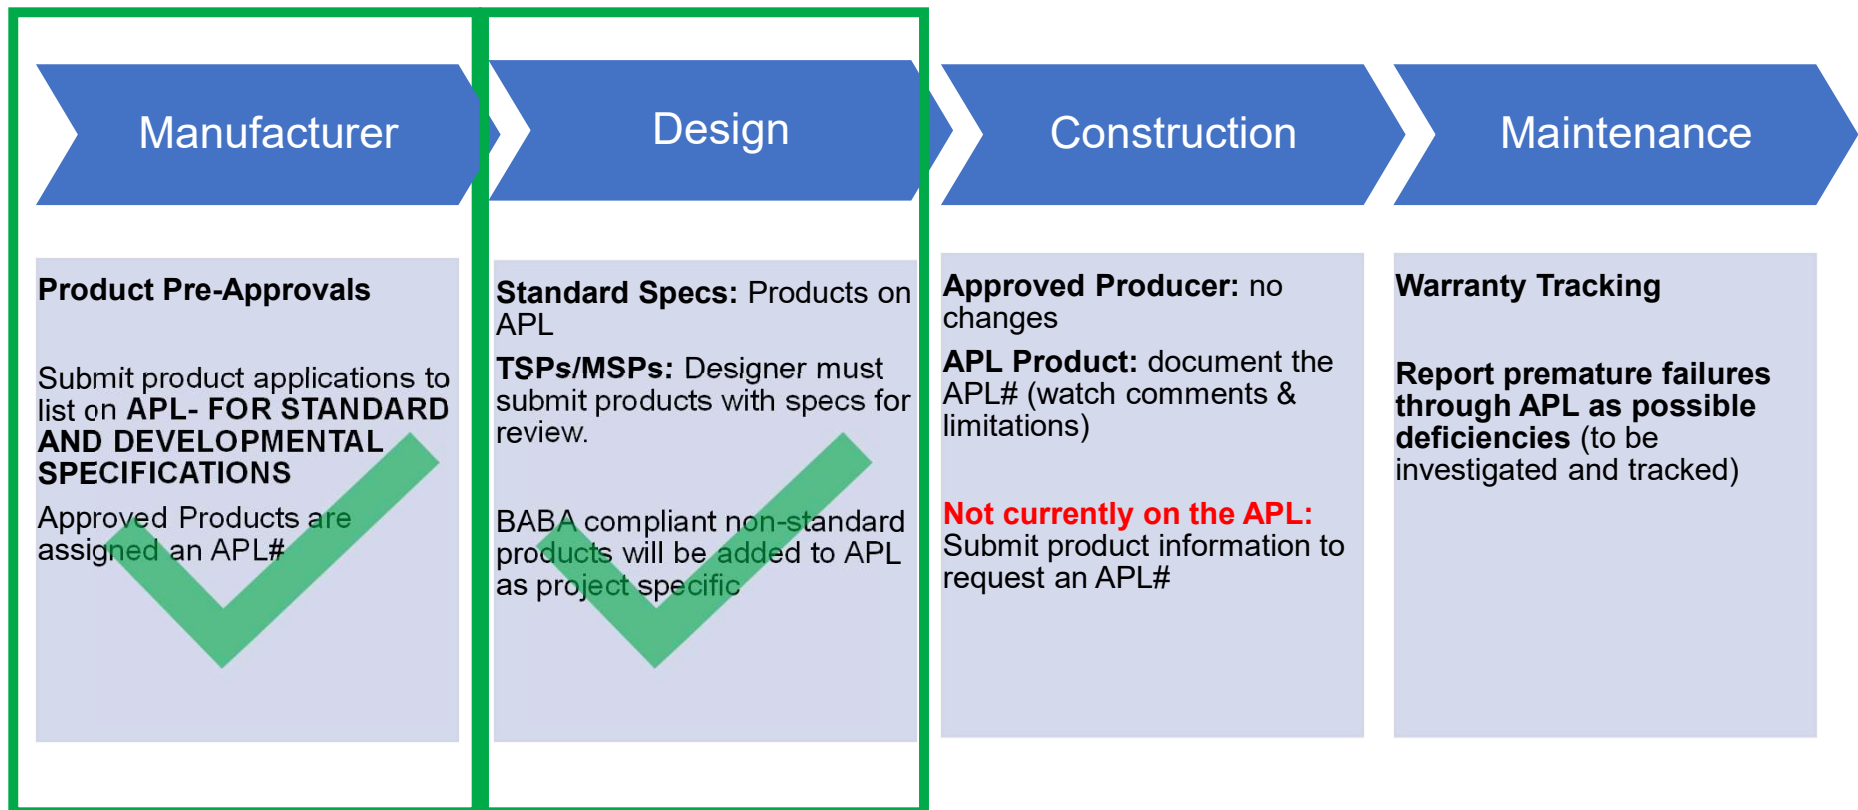 Manufacturer
Product Pre-Approvals
Submit product applications to
list on APL- FOR STANDARD
AND DEVELOPMENTAL
SPECIFICATIONS
Approved Products are
assigned an APL#
Design
Standard Specs: Products on
APL
TSPs/MSPs: Designer must
submit products with specs for
review.
BABA compliant non-standard
products will be added to APL
as project specific
Construction
Approved Producer: no
changes
APL Product: document the
APL# (watch comments &
limitations)
Not currently on the APL:
Submit product information to
request an APL#
Maintenance
Warranty Tracking
Report premature failures
through APL as possible
deficiencies (to be
investigated and tracked)